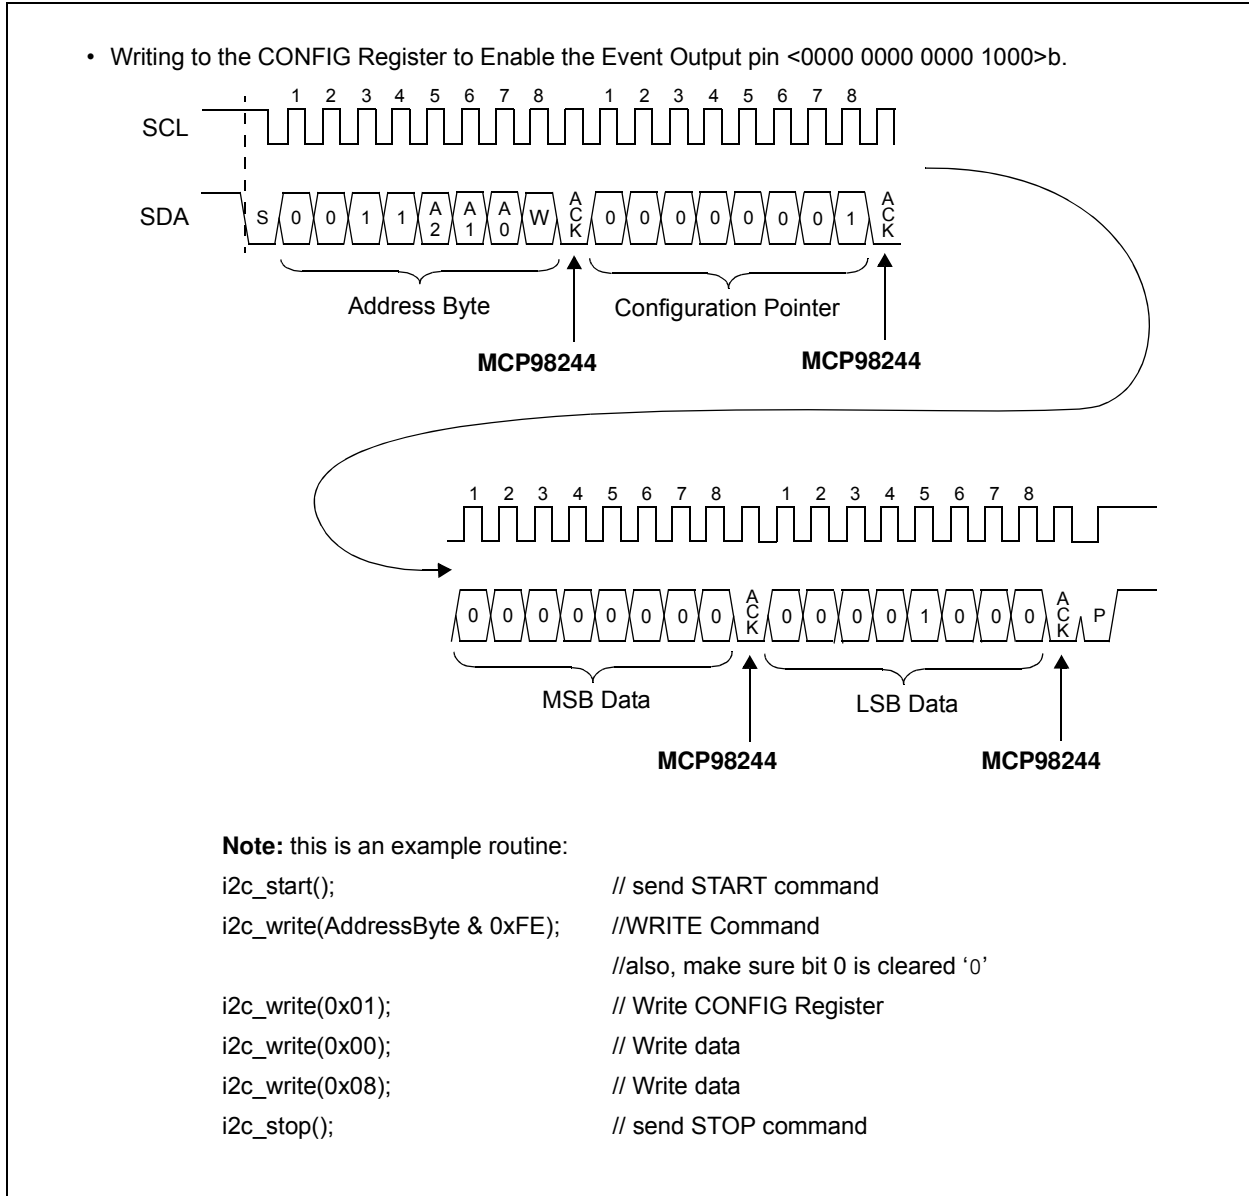 • Writing to the CONFIG Register to Enable the Event Output pin <0000 0000 0000 1000>b.
1 2 3 4 5 6 7 8 1 2 3 4 5 6 7 8
SCL
SDA S 0 0 1 1 A2 A1 A0 W ACK 0 0 0 0 0 0 0 1 ACK
Address Byte Configuration Pointer
MCP98244 MCP98244
1 2 3 4 5 6 7 8 1 2 3 4 5 6 7 8
0 0 0 0 0 0 0 0 ACK 0 0 0 0 1 0 0 0 ACK P
MSB Data LSB Data
MCP98244 MCP98244
Note: this is an example routine:
i2c_start(); // send START command
i2c_write(AddressByte & 0xFE); //WRITE Command
//also, make sure bit 0 is cleared ‘0’
i2c_write(0x01); // Write CONFIG Register
i2c_write(0x00); // Write data
i2c_write(0x08); // Write data
i2c_stop(); // send STOP command